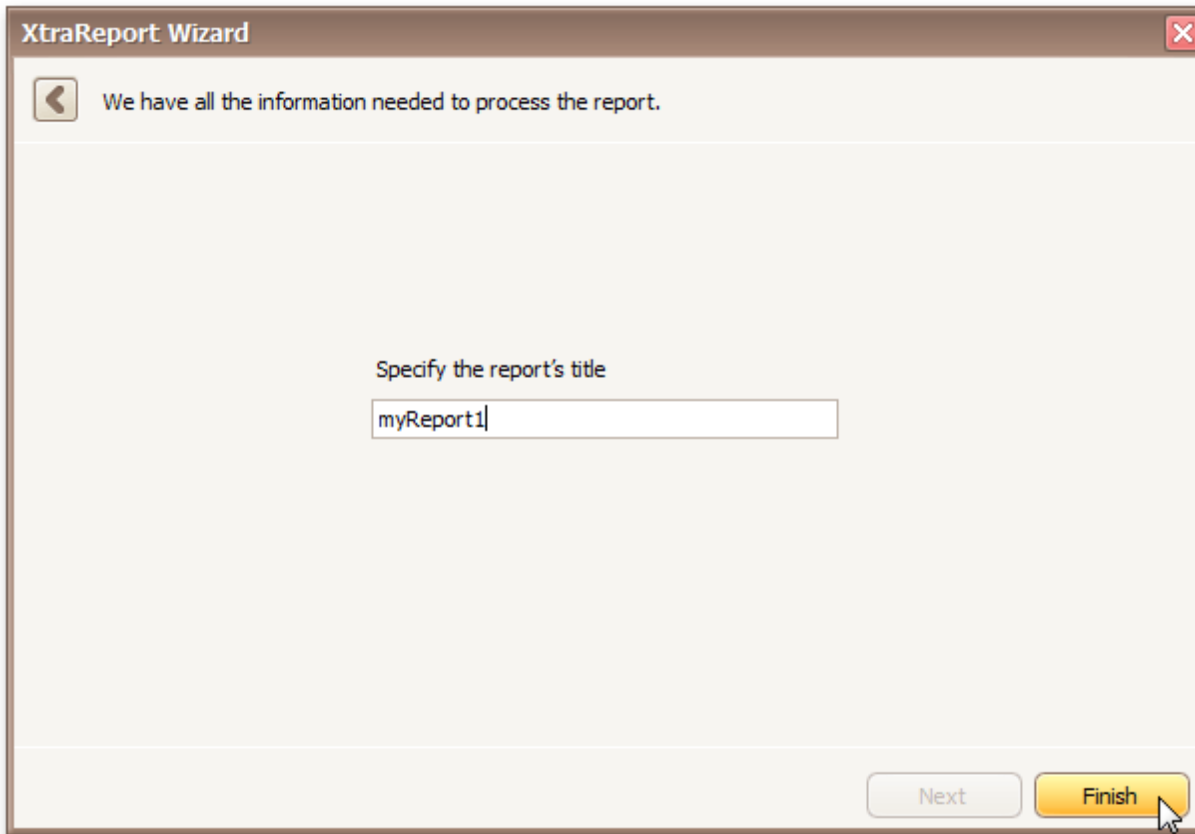 XtraReport Wizard
We have all the information needed to process the report.
Specify the report’s title
myReport1
Next
Finish